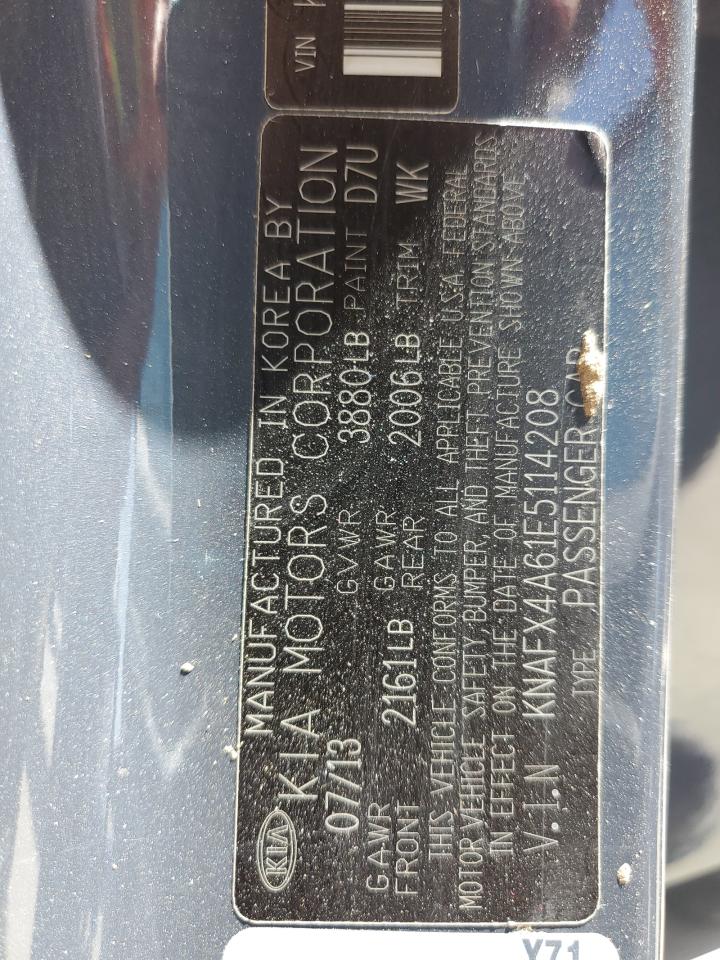 VIN
MANUFACTURED IN KOREA BY
KIA KIA MOTORS CORPORATION
07/13 GVWR 3880LB PAINT D7U
GAWR FRONT 2161LB GAWR REAR 2006LB TRIM WK
THIS VEHICLE CONFORMS TO ALL APPLICABLE U.S.A FEDERAL
MOTOR VEHICLE SAFETY, BUMPER, AND THEFT PREVENTION STANDARDS
IN EFFECT ON THE DATE OF MANUFACTURE SHOWN ABOVE
V.I.N KNAFX4A61E5114208
TYPE PASSENGER CAR
Y71